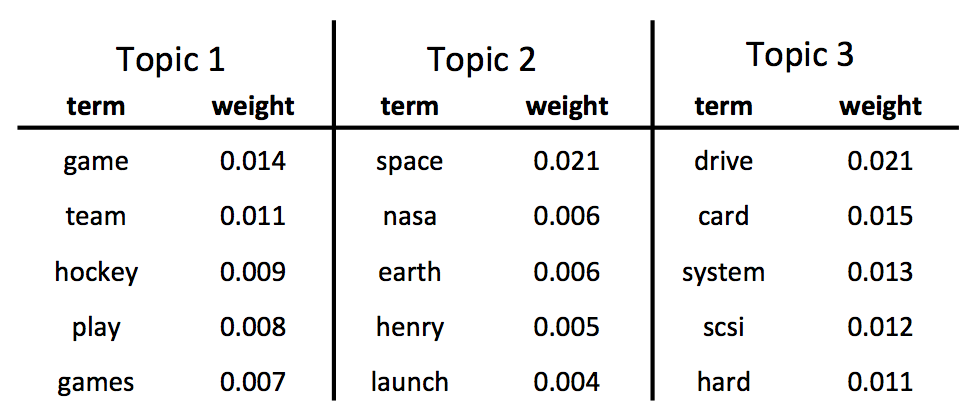 Topic 1 Topic 2 Topic 3
term weight term weight term weight
game 0.014 space 0.021 drive 0.021
team 0.011 nasa 0.006 card 0.015
hockey 0.009 earth 0.006 system 0.013
play 0.008 henry 0.005 scsi 0.012
games 0.007 launch 0.004 hard 0.011